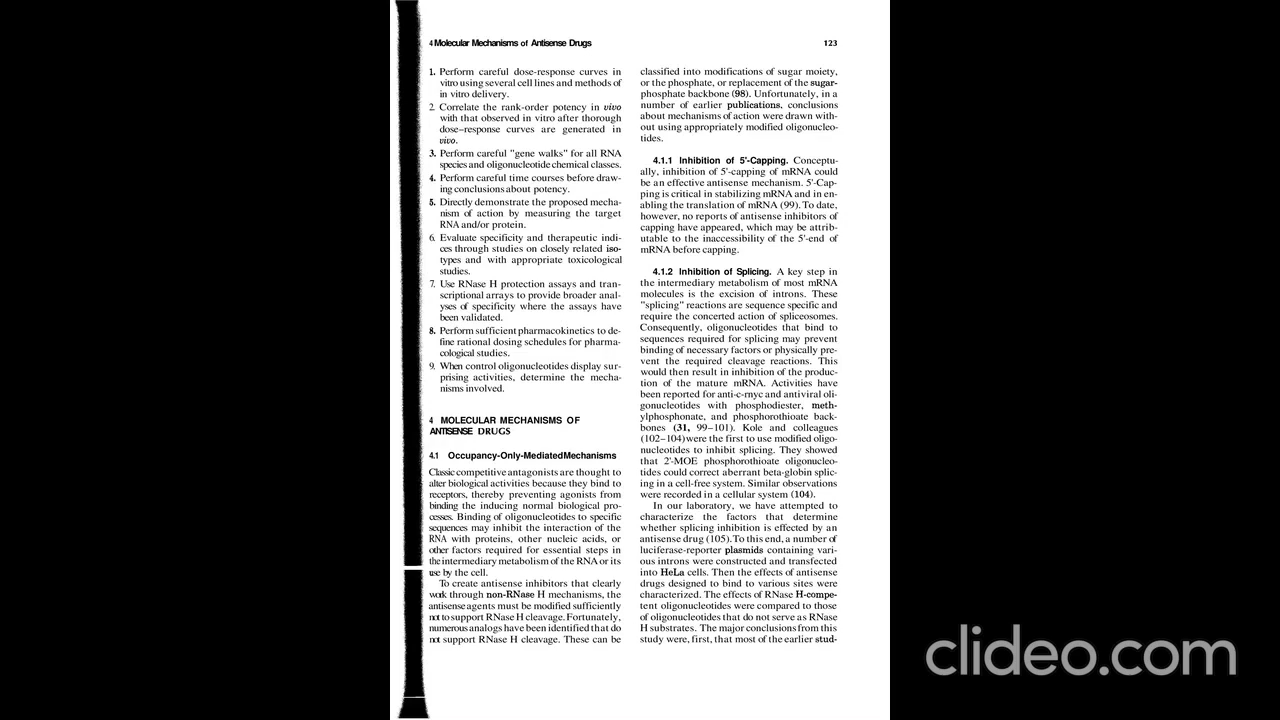 4 Molecular Mechanisms of Antisense Drugs
123
1. Perform careful dose-response curves in
vitro using several cell lines and methods of
in vitro delivery.
2. Correlate the rank-order potency in vivo
with that observed in vitro after thorough
dose–response curves are generated in
vivo.
3. Perform careful "gene walks" for all RNA
species and oligonucleotide chemical classes.
4. Perform careful time courses before draw-
ing conclusions about potency.
5. Directly demonstrate the proposed mecha-
nism of action by measuring the target
RNA and/or protein.
6. Evaluate specificity and therapeutic indi-
ces through studies on closely related iso-
types and with appropriate toxicological
studies.
7. Use RNase H protection assays and tran-
scriptional arrays to provide broader anal-
yses of specificity where the assays have
been validated.
8. Perform sufficient pharmacokinetics to de-
fine rational dosing schedules for pharma-
cological studies.
9. When control oligonucleotides display sur-
prising activities, determine the mecha-
nisms involved.
4 MOLECULAR MECHANISMS OF
ANTISENSE DRUGS
4.1 Occupancy-Only-Mediated Mechanisms
Classic competitive antagonists are thought to
alter biological activities because they bind to
receptors, thereby preventing agonists from
binding the inducing normal biological pro-
cesses. Binding of oligonucleotides to specific
sequences may inhibit the interaction of the
RNA with proteins, other nucleic acids, or
other factors required for essential steps in
the intermediary metabolism of the RNA or its
use by the cell.
To create antisense inhibitors that clearly
work through non-RNase H mechanisms, the
antisense agents must be modified sufficiently
not to support RNase H cleavage. Fortunately,
numerous analogs have been identified that do
not support RNase H cleavage. These can be
classified into modifications of sugar moiety,
or the phosphate, or replacement of the sugar-
phosphate backbone (98). Unfortunately, in a
number of earlier publications, conclusions
about mechanisms of action were drawn with-
out using appropriately modified oligonucleo-
tides.
4.1.1 Inhibition of 5'-Capping. Conceptu-
ally, inhibition of 5'-capping of mRNA could
be an effective antisense mechanism. 5'-Cap-
ping is critical in stabilizing mRNA and in en-
abling the translation of mRNA (99). To date,
however, no reports of antisense inhibitors of
capping have appeared, which may be attrib-
utable to the inaccessibility of the 5'-end of
mRNA before capping.
4.1.2 Inhibition of Splicing. A key step in
the intermediary metabolism of most mRNA
molecules is the excision of introns. These
"splicing" reactions are sequence specific and
require the concerted action of spliceosomes.
Consequently, oligonucleotides that bind to
sequences required for splicing may prevent
binding of necessary factors or physically pre-
vent the required cleavage reactions. This
would then result in inhibition of the produc-
tion of the mature mRNA. Activities have
been reported for anti-c-rnyc and antiviral oli-
gonucleotides with phosphodiester, meth-
ylphosphonate, and phosphorothioate back-
bones (31, 99–101). Kole and colleagues
(102–104) were the first to use modified oligo-
nucleotides to inhibit splicing. They showed
that 2'-MOE phosphorothioate oligonucleo-
tides could correct aberrant beta-globin splic-
ing in a cell-free system. Similar observations
were recorded in a cellular system (104).
In our laboratory, we have attempted to
characterize the factors that determine
whether splicing inhibition is effected by an
antisense drug (105). To this end, a number of
luciferase-reporter plasmids containing vari-
ous introns were constructed and transfected
into HeLa cells. Then the effects of antisense
drugs designed to bind to various sites were
characterized. The effects of RNase H-compe-
tent oligonucleotides were compared to those
of oligonucleotides that do not serve as RNase
H substrates. The major conclusions from this
study were, first, that most of the earlier stud-
clideo.com